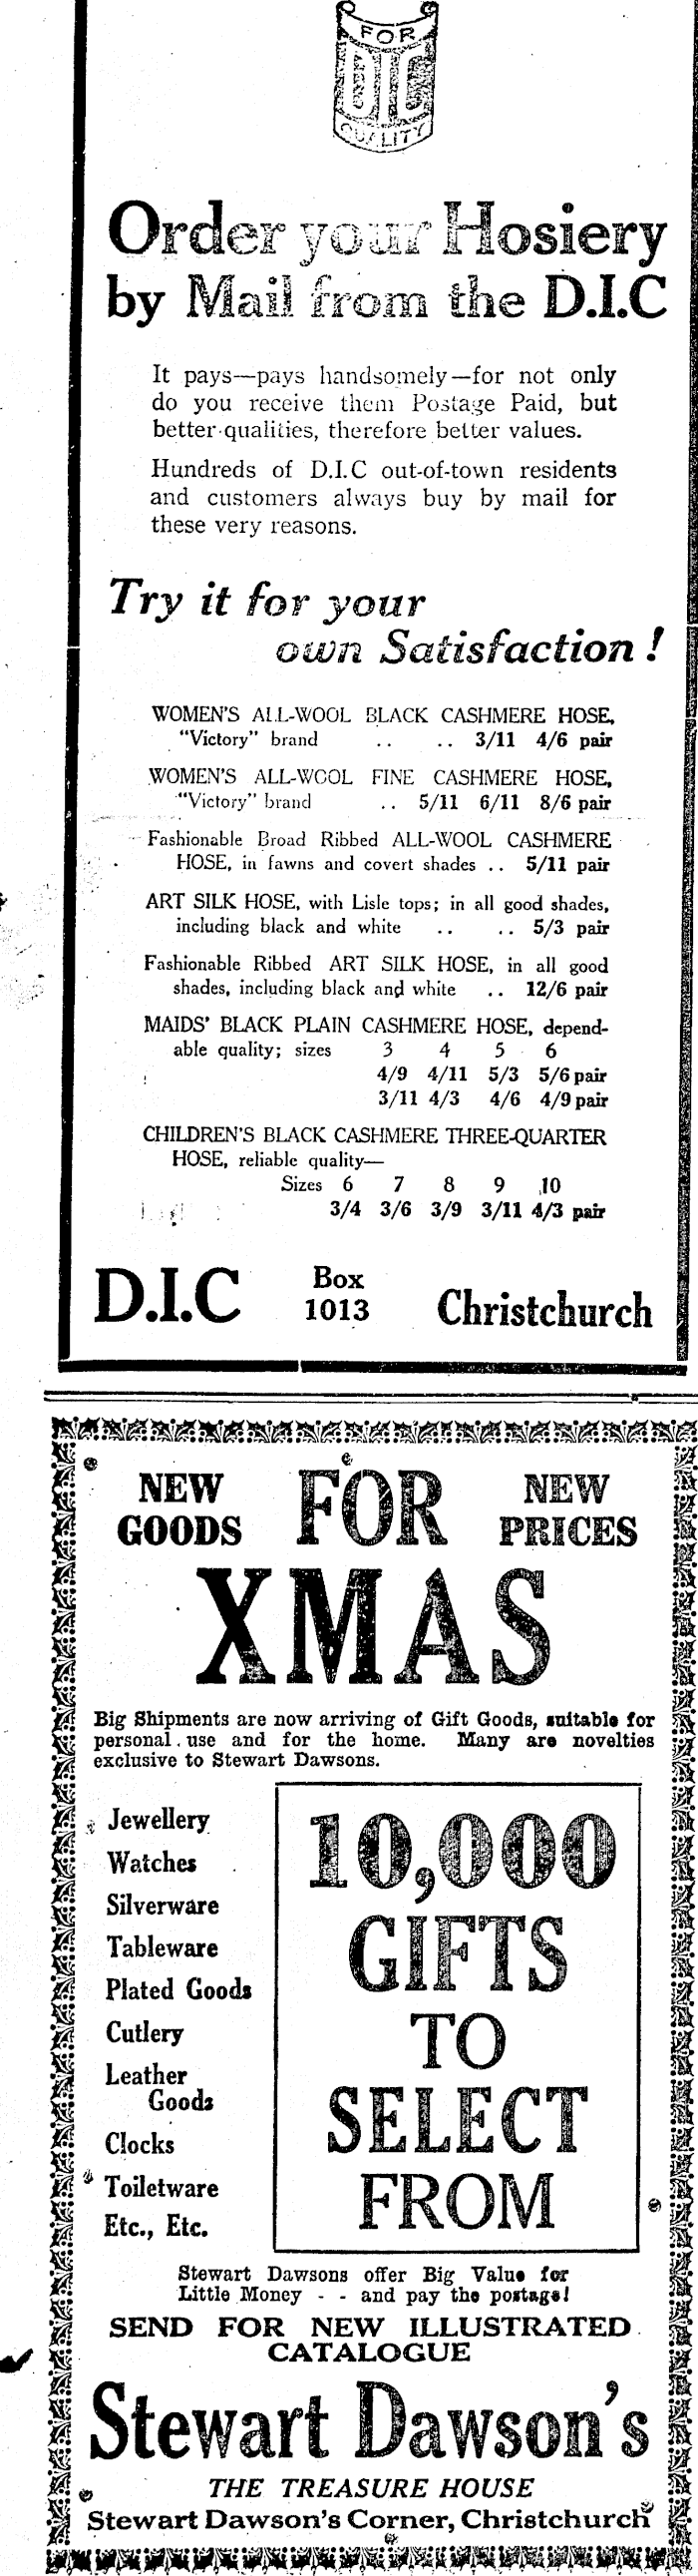 FOR
DIC
QUALITY
Order your Hosiery
by Mail from the D.I.C
It pays—pays handsomely—for not only
do you receive them Postage Paid, but
better qualities, therefore better values.
Hundreds of D.I.C out-of-town residents
and customers always buy by mail for
these very reasons.
Try it for your
own Satisfaction!
WOMEN'S ALL-WOOL BLACK CASHMERE HOSE,
"Victory" brand .. .. 3/11 4/6 pair
WOMEN'S ALL-WOOL FINE CASHMERE HOSE,
"Victory" brand .. 5/11 6/11 8/6 pair
Fashionable Broad Ribbed ALL-WOOL CASHMERE
HOSE, in fawns and covert shades .. 5/11 pair
ART SILK HOSE, with Lisle tops; in all good shades,
including black and white .. .. 5/3 pair
Fashionable Ribbed ART SILK HOSE, in all good
shades, including black and white .. 12/6 pair
MAIDS' BLACK PLAIN CASHMERE HOSE, depend-
able quality; sizes 3 4 5 6
4/9 4/11 5/3 5/6 pair
3/11 4/3 4/6 4/9 pair
CHILDREN'S BLACK CASHMERE THREE-QUARTER
HOSE, reliable quality—
Sizes 6 7 8 9 10
3/4 3/6 3/9 3/11 4/3 pair
D.I.C Box 1013 Christchurch
NEW GOODS FOR NEW PRICES
XMAS
Big Shipments are now arriving of Gift Goods, suitable for
personal use and for the home. Many are novelties
exclusive to Stewart Dawsons.
Jewellery
Watches
Silverware
Tableware
Plated Goods
Cutlery
Leather
Goods
Clocks
Toiletware
Etc., Etc.
10,000
GIFTS
TO
SELECT
FROM
Stewart Dawsons offer Big Value for
Little Money - - and pay the postage!
SEND FOR NEW ILLUSTRATED
CATALOGUE
Stewart Dawson's
THE TREASURE HOUSE
Stewart Dawson's Corner, Christchurch